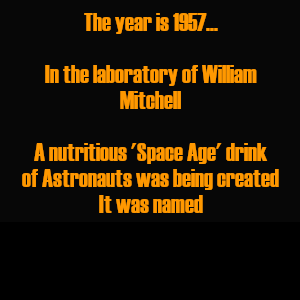 The year is 1957...
In the laboratory of William
Mitchell
A nutritious 'Space Age' drink
of Astronauts was being created
It was named